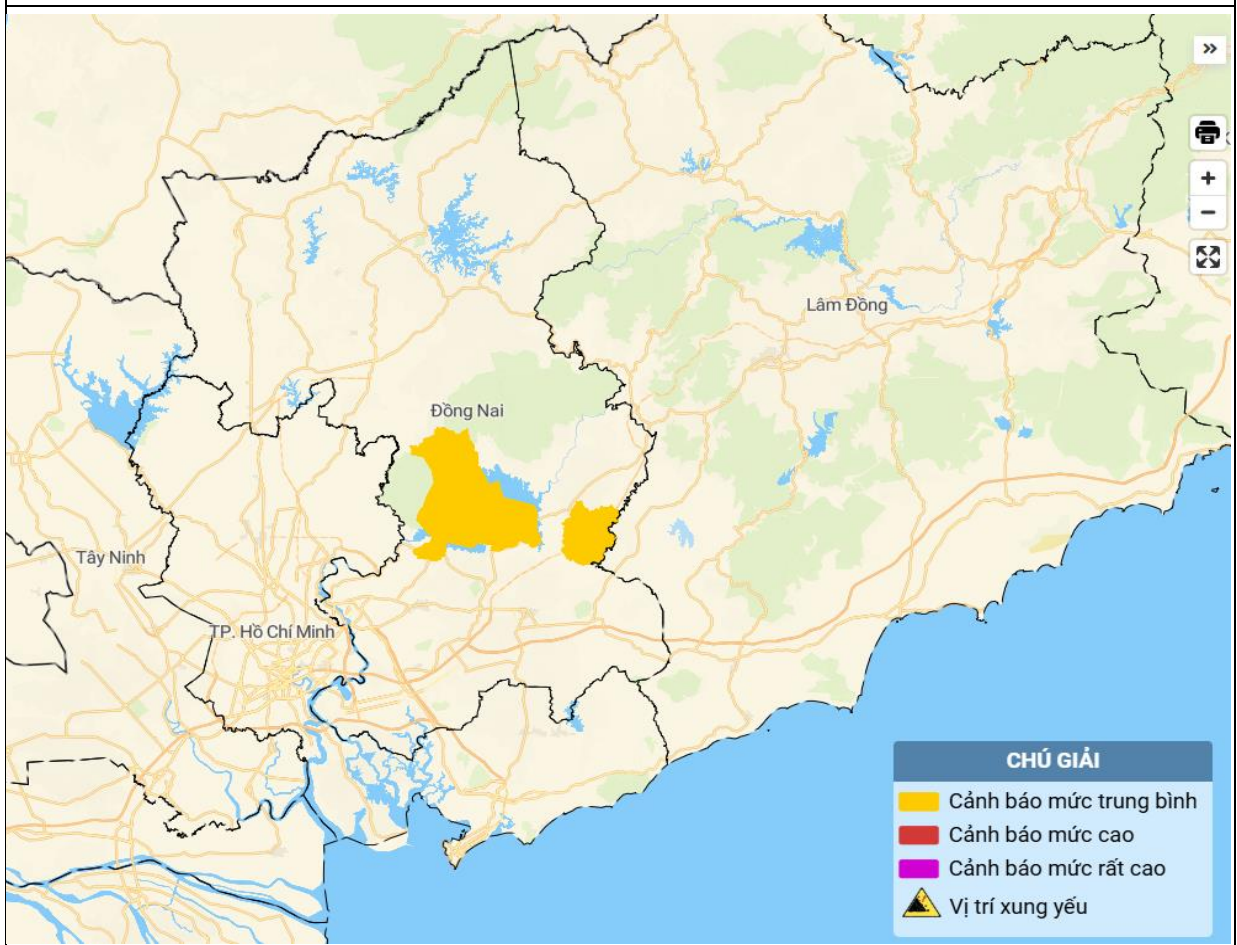 »
+
−
Lâm Đồng
Đồng Nai
Tây Ninh
TP. Hồ Chí Minh
CHÚ GIẢI
Cảnh báo mức trung bình
Cảnh báo mức cao
Cảnh báo mức rất cao
Vị trí xung yếu